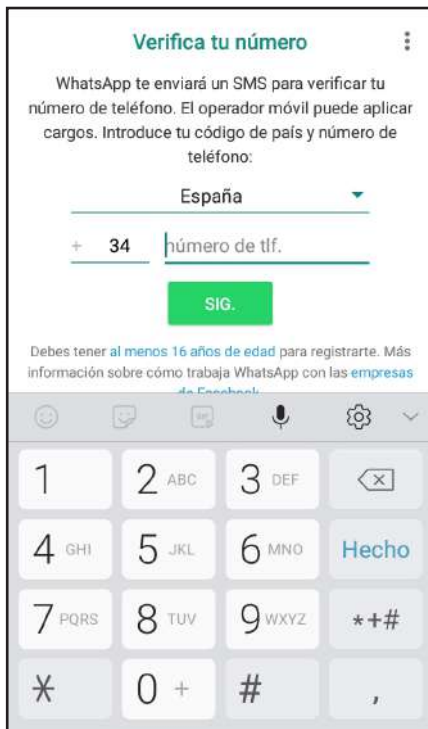 Verifica tu número
WhatsApp te enviará un SMS para verificar tu
número de teléfono. El operador móvil puede aplicar
cargos. Introduce tu código de país y número de
teléfono:
España
+ 34 número de tlf.
SIG.
Debes tener al menos 16 años de edad para registrarte. Más
información sobre cómo trabaja WhatsApp con las empresas
de Facebook
1 2 ABC 3 DEF
4 GHI 5 JKL 6 MNO Hecho
7 PQRS 8 TUV 9 WXYZ *+#
* 0 + # ,